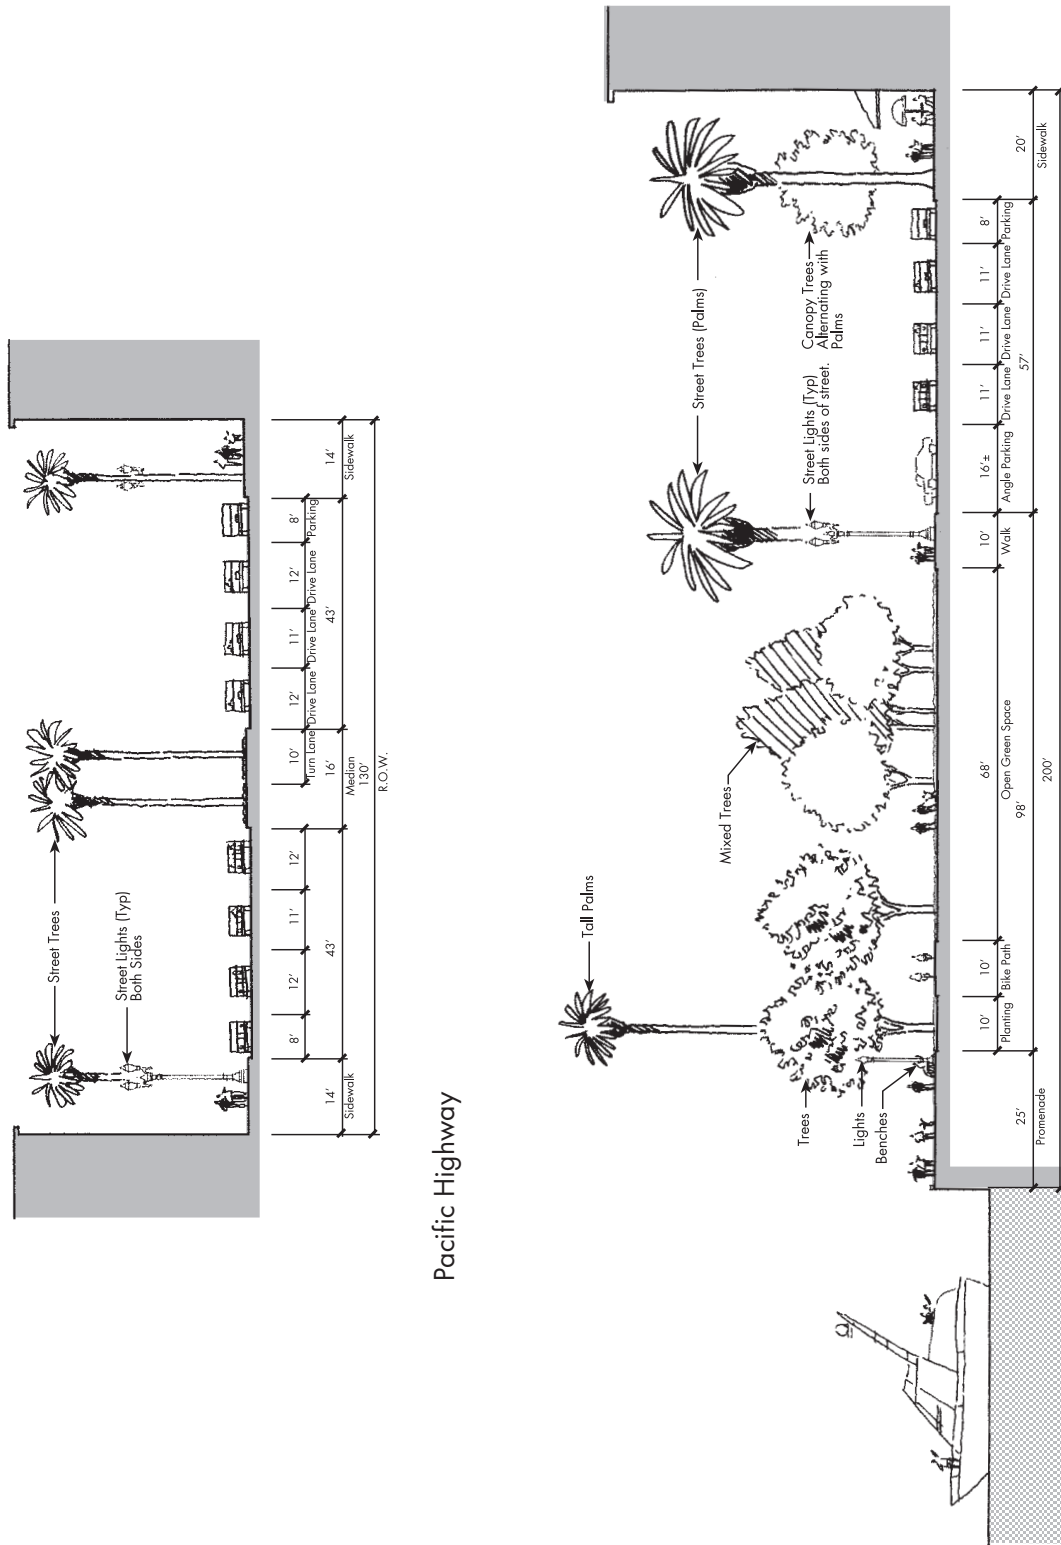 Street Trees
Street Lights (Typ)
Both Sides
14'
8'
12'
11'
12'
10'
12'
11'
12'
8'
14'
Sidewalk
Turn Lane
Drive Lane
Drive Lane
Drive Lane
Parking
Sidewalk
43'
16'
43'
Median
130'
R.O.W.
Pacific Highway
Tall Palms
Mixed Trees
Street Trees (Palms)
Street Lights (Typ)
Both sides of street.
Canopy Trees
Alternating with
Palms
Trees
Lights
Benches
10'
10'
68'
10'
16'±
11'
11'
11'
8'
Planting
Bike Path
Open Green Space
Walk
Angle Parking
Drive Lane
Drive Lane
Drive Lane
Parking
25'
98'
57'
20'
Promenade
Sidewalk
200'